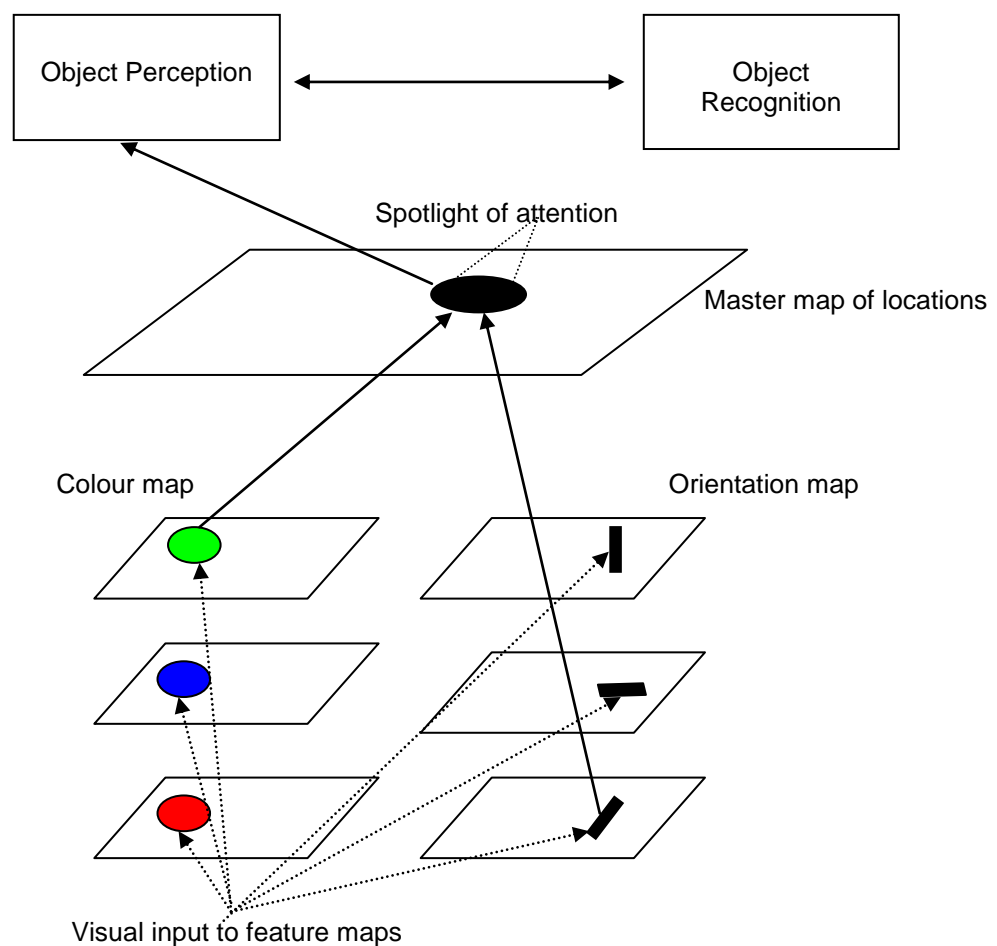 Object Perception
Object
Recognition
Spotlight of attention
Master map of locations
Colour map
Orientation map
Visual input to feature maps